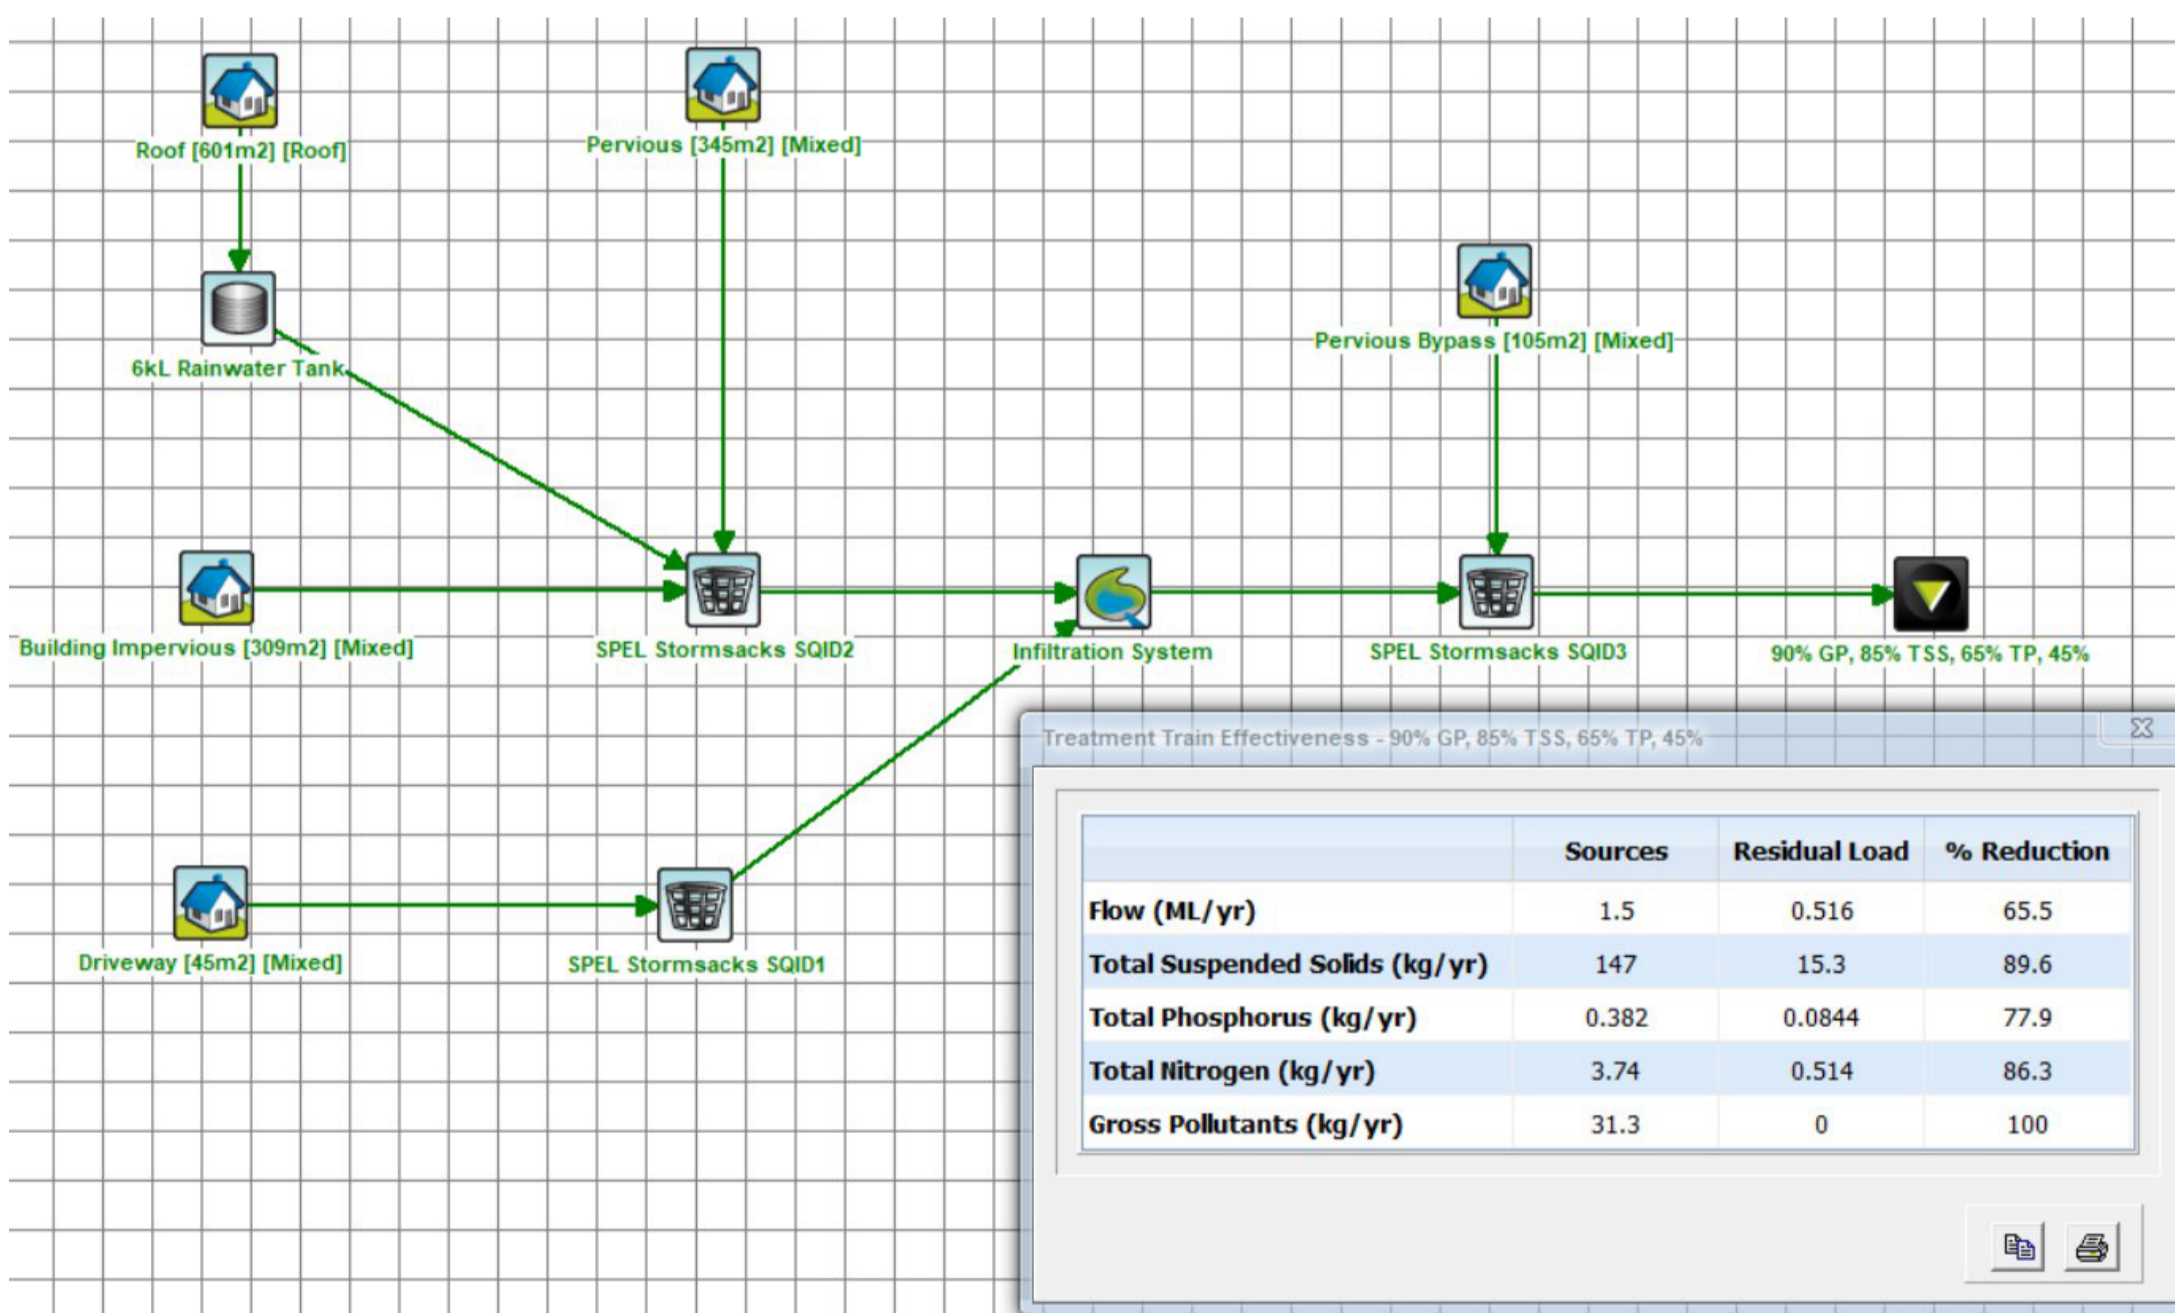 Roof [601m2] [Roof]
Pervious [345m2] [Mixed]
Pervious Bypass [105m2] [Mixed]
6kL Rainwater Tank
Building Impervious [309m2] [Mixed]
SPEL Stormsacks SQID2
Infiltration System
SPEL Stormsacks SQID3
90% GP, 85% TSS, 65% TP, 45%
Driveway [45m2] [Mixed]
SPEL Stormsacks SQID1
Treatment Train Effectiveness - 90% GP, 85% TSS, 65% TP, 45%
Sources Residual Load % Reduction
Flow (ML/yr) 1.5 0.516 65.5
Total Suspended Solids (kg/yr) 147 15.3 89.6
Total Phosphorus (kg/yr) 0.382 0.0844 77.9
Total Nitrogen (kg/yr) 3.74 0.514 86.3
Gross Pollutants (kg/yr) 31.3 0 100